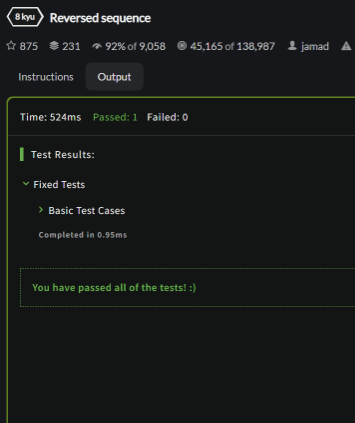 8 kyu Reversed sequence
875 231 92% of 9,058 45,165 of 138,987 jamad
Instructions Output
Time: 524ms Passed: 1 Failed: 0
Test Results:
Fixed Tests
Basic Test Cases
Completed in 0.95ms
You have passed all of the tests! :)